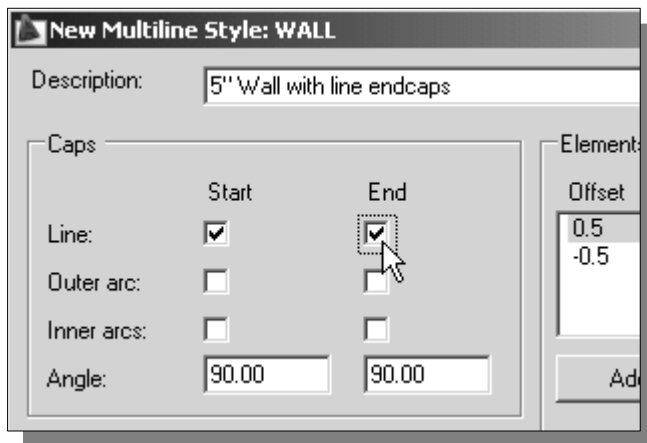 New Multiline Style: WALL
Description: 5" Wall with line endcaps
Caps
Start End
Line:
Outer arc:
Inner arcs:
Angle: 90.00 90.00
Offset
0.5
-0.5